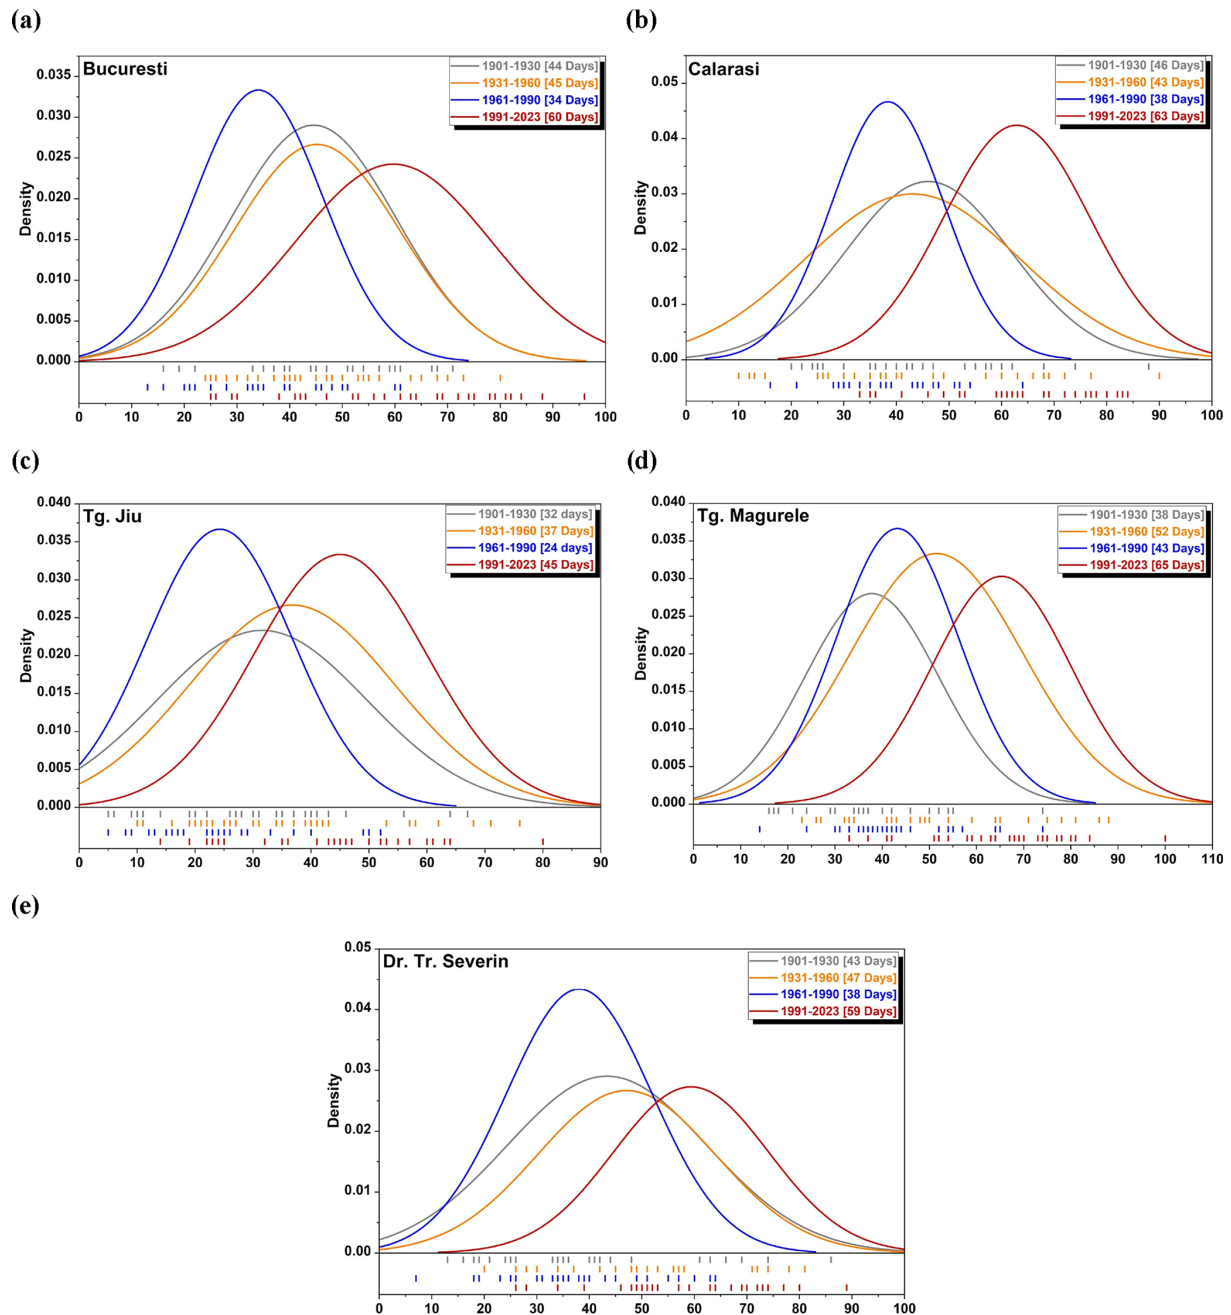 (a)
Bucuresti
1901-1930 [44 Days]
1931-1960 [45 Days]
1961-1990 [34 Days]
1991-2023 [60 Days]
Density
0.035
0.030
0.025
0.020
0.015
0.010
0.005
0.000
0 10 20 30 40 50 60 70 80 90 100
(b)
Calarasi
1901-1930 [46 Days]
1931-1960 [43 Days]
1961-1990 [38 Days]
1991-2023 [63 Days]
Density
0.05
0.04
0.03
0.02
0.01
0.00
0 10 20 30 40 50 60 70 80 90 100
(c)
Tg. Jiu
1901-1930 [32 days]
1931-1960 [37 Days]
1961-1990 [24 days]
1991-2023 [45 Days]
Density
0.040
0.035
0.030
0.025
0.020
0.015
0.010
0.005
0.000
0 10 20 30 40 50 60 70 80 90
(d)
Tg. Magurele
1901-1930 [38 Days]
1931-1960 [52 Days]
1961-1990 [43 Days]
1991-2023 [65 Days]
Density
0.040
0.035
0.030
0.025
0.020
0.015
0.010
0.005
0.000
0 10 20 30 40 50 60 70 80 90 100 110
(e)
Dr. Tr. Severin
1901-1930 [43 Days]
1931-1960 [47 Days]
1961-1990 [38 Days]
1991-2023 [59 Days]
Density
0.05
0.04
0.03
0.02
0.01
0.00
0 10 20 30 40 50 60 70 80 90 100